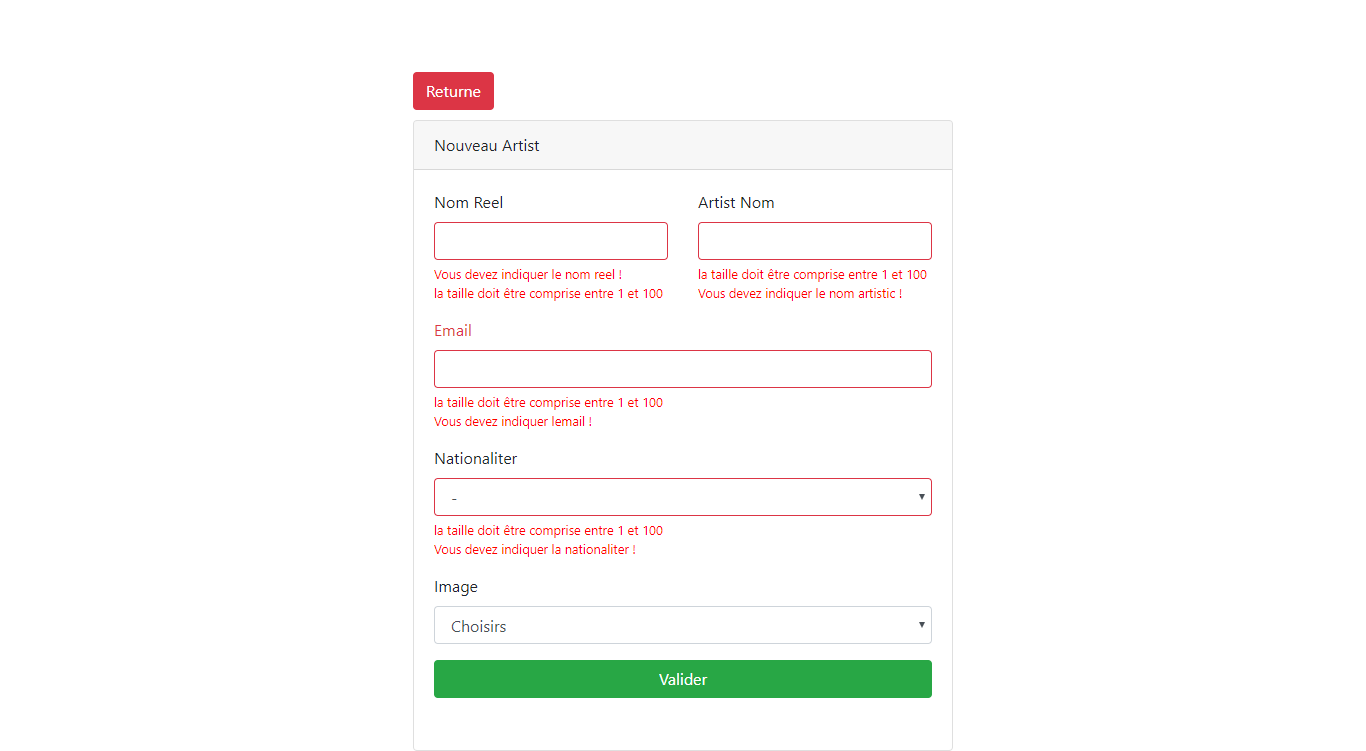 Returne
Nouveau Artist
Nom Reel
Artist Nom
Vous devez indiquer le nom reel !
la taille doit être comprise entre 1 et 100
la taille doit être comprise entre 1 et 100
Vous devez indiquer le nom artistic !
Email
la taille doit être comprise entre 1 et 100
Vous devez indiquer lemail !
Nationaliter
-
la taille doit être comprise entre 1 et 100
Vous devez indiquer la nationaliter !
Image
Choisirs
Valider